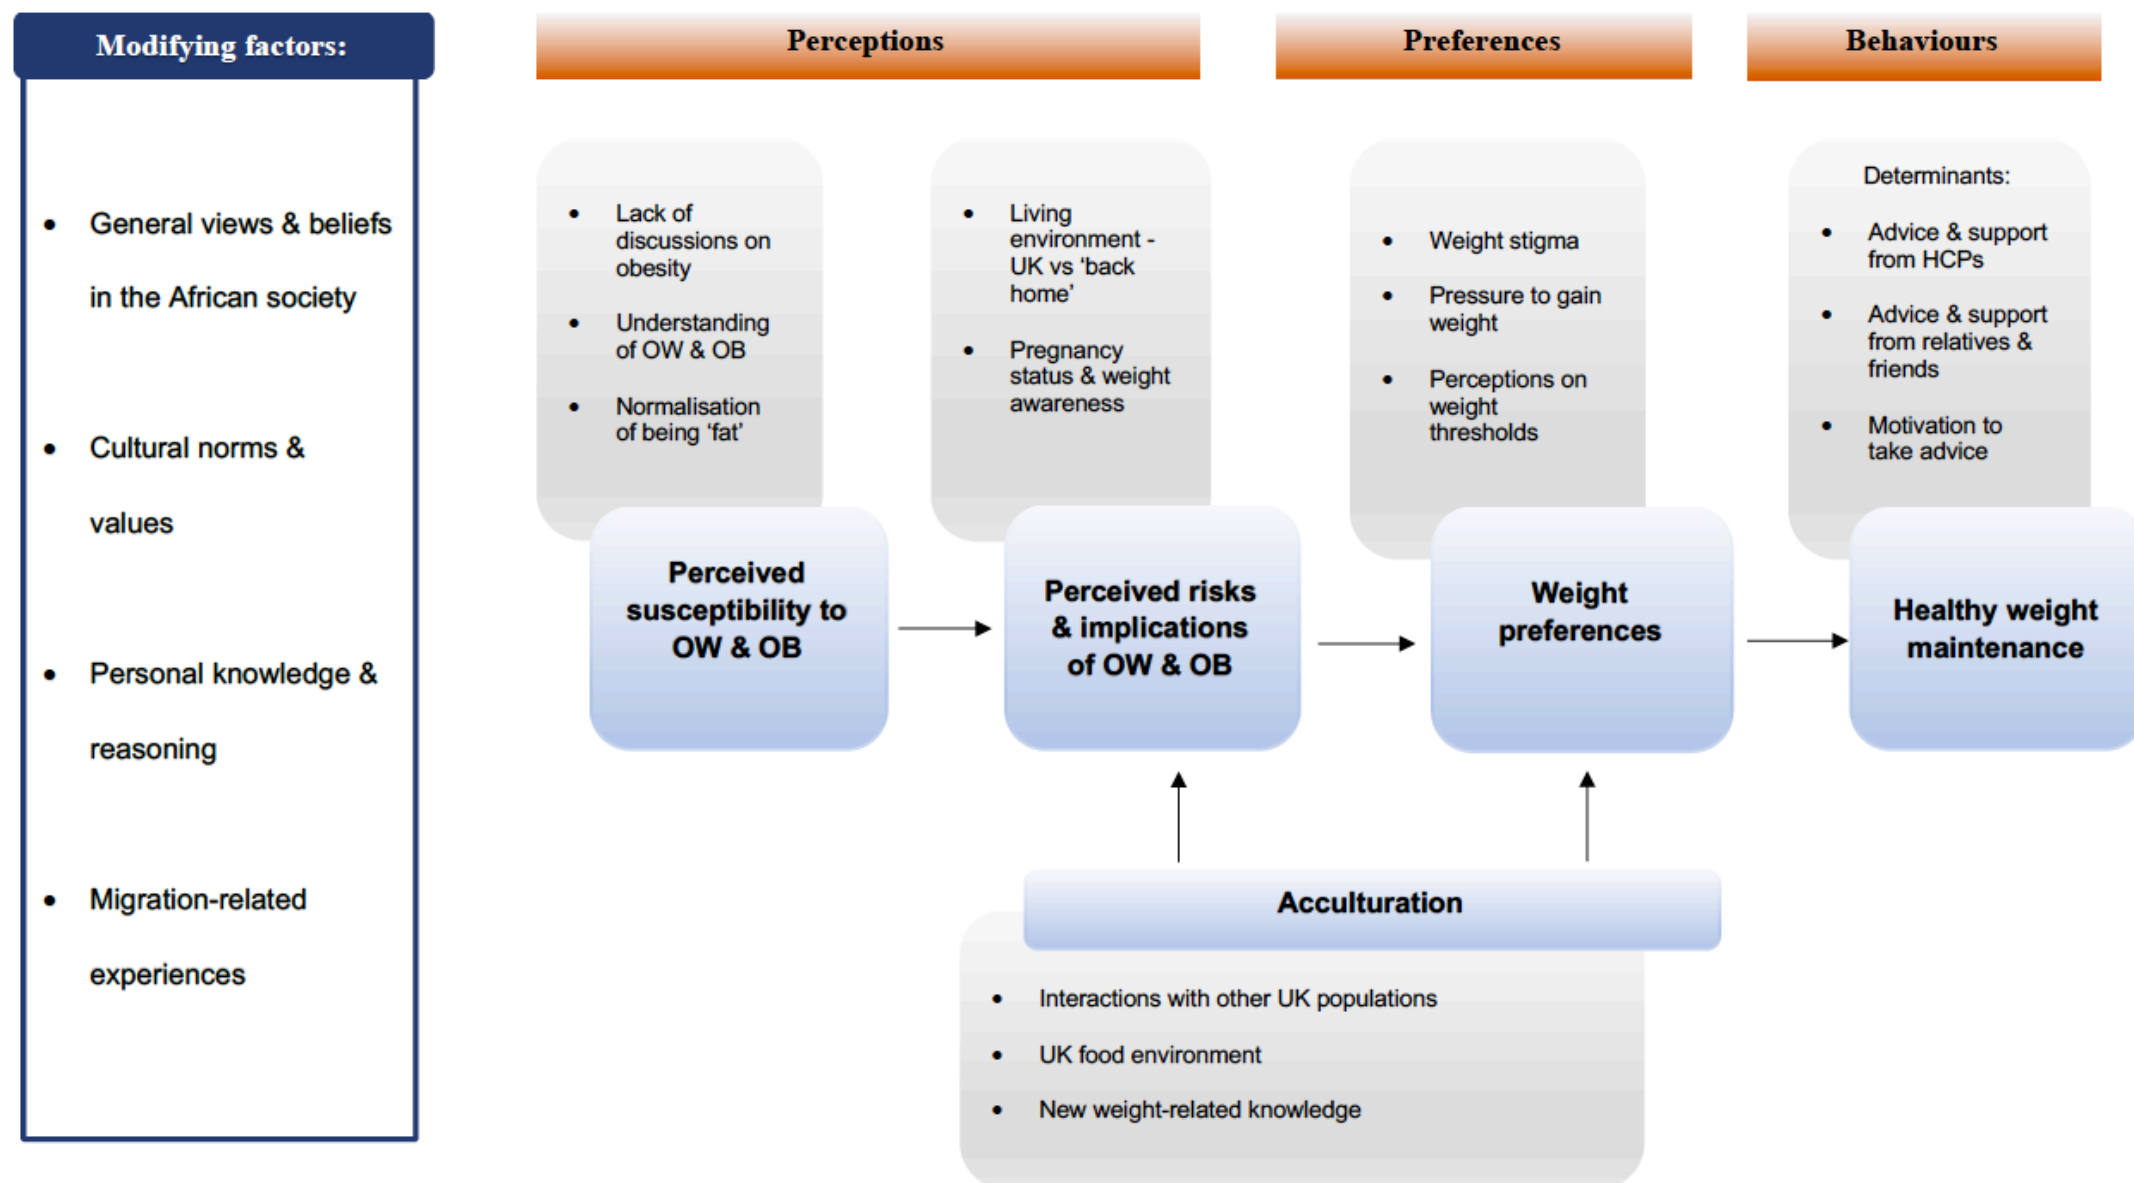 Modifying factors:
• General views & beliefs
in the African society
• Cultural norms &
values
• Personal knowledge &
reasoning
• Migration-related
experiences
Perceptions
Preferences
Behaviours
• Lack of
discussions on
obesity
• Understanding
of OW & OB
• Normalisation
of being ‘fat’
Perceived
susceptibility to
OW & OB
• Living
environment -
UK vs ‘back
home’
• Pregnancy
status & weight
awareness
Perceived risks
& implications
of OW & OB
• Weight stigma
• Pressure to gain
weight
• Perceptions on
weight
thresholds
Weight
preferences
Determinants:
• Advice & support
from HCPs
• Advice & support
from relatives &
friends
• Motivation to
take advice
Healthy weight
maintenance
Acculturation
• Interactions with other UK populations
• UK food environment
• New weight-related knowledge